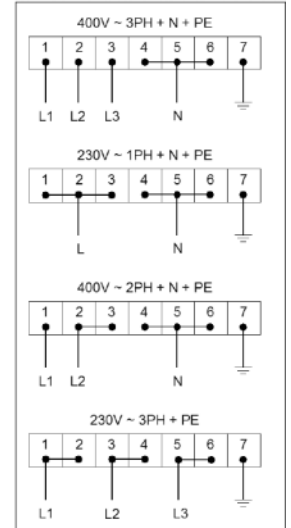 400V ~ 3PH + N + PE
1 2 3 4 5 6 7
L1 L2 L3 N
230V ~ 1PH + N + PE
1 2 3 4 5 6 7
L N
400V ~ 2PH + N + PE
1 2 3 4 5 6 7
L1 L2 N
230V ~ 3PH + PE
1 2 3 4 5 6 7
L1 L2 L3